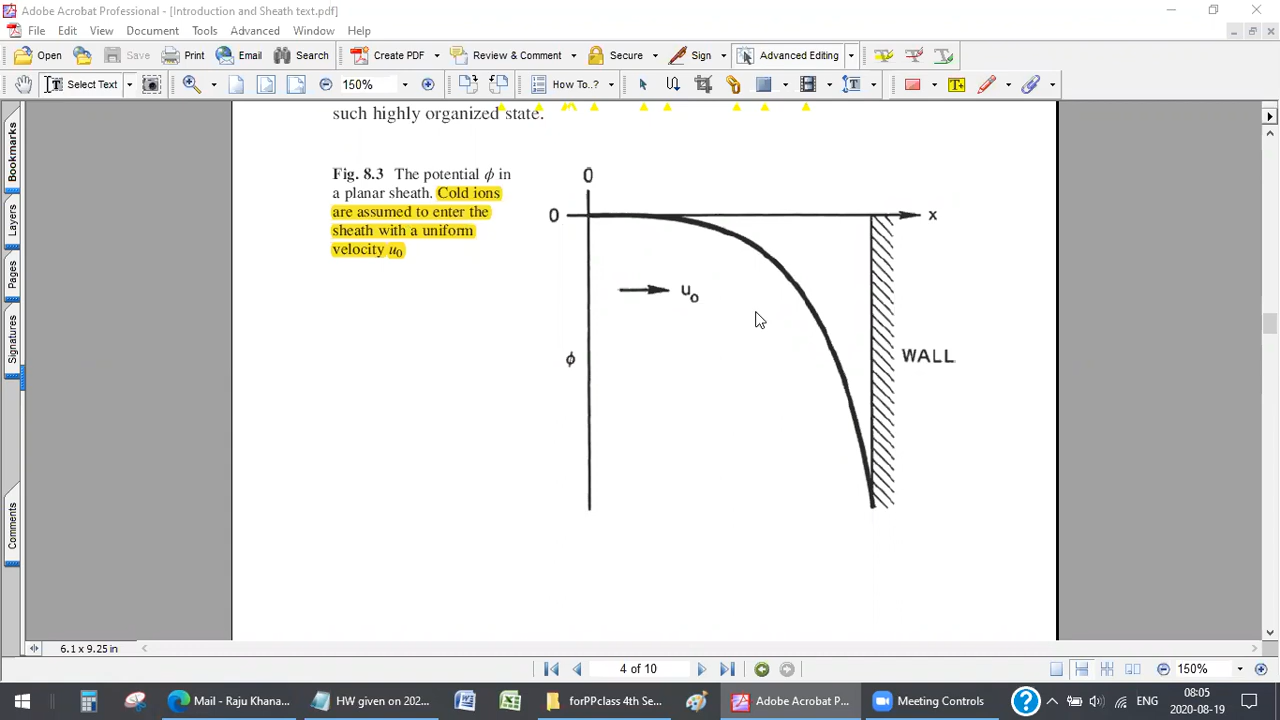 Adobe Acrobat Professional - [Introduction and Sheath text.pdf]
File Edit View Document Tools Advanced Window Help
Open Save Print Email Search Create PDF Review & Comment Secure Sign Advanced Editing
Select Text 150% How To..?
such highly organized state.
Fig. 8.3 The potential ϕ in
a planar sheath. Cold ions
are assumed to enter the
sheath with a uniform
velocity u0
0
0
x
u0
ϕ
WALL
Bookmarks
Layers
Pages
Signatures
Comments
6.1 x 9.25 in
4 of 10
150%
Mail - Raju Khana...
HW given on 202...
forPPclass 4th Se...
Adobe Acrobat P...
Meeting Controls
ENG
08:05
2020-08-19